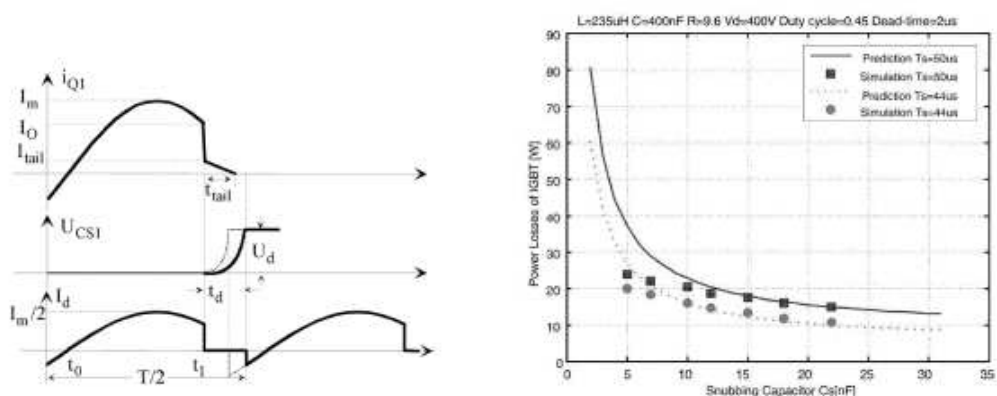 i_Q1
I_m
I_O
I_tail
t_tail
U_CS1
U_d
t_d
I_d
I_m/2
t_0
t_1
T/2
L=235uH C=400nF R=9.6 Vd=400V Duty cycle=0.45 Dead-time=2us
Prediction Ts=50us
Simulation Ts=50us
Prediction Ts=44us
Simulation Ts=44us
Power Losses of IGBT [W]
90
80
70
60
50
40
30
20
10
0
0 5 10 15 20 25 30 35
Snubbing Capacitor Cs[nF]